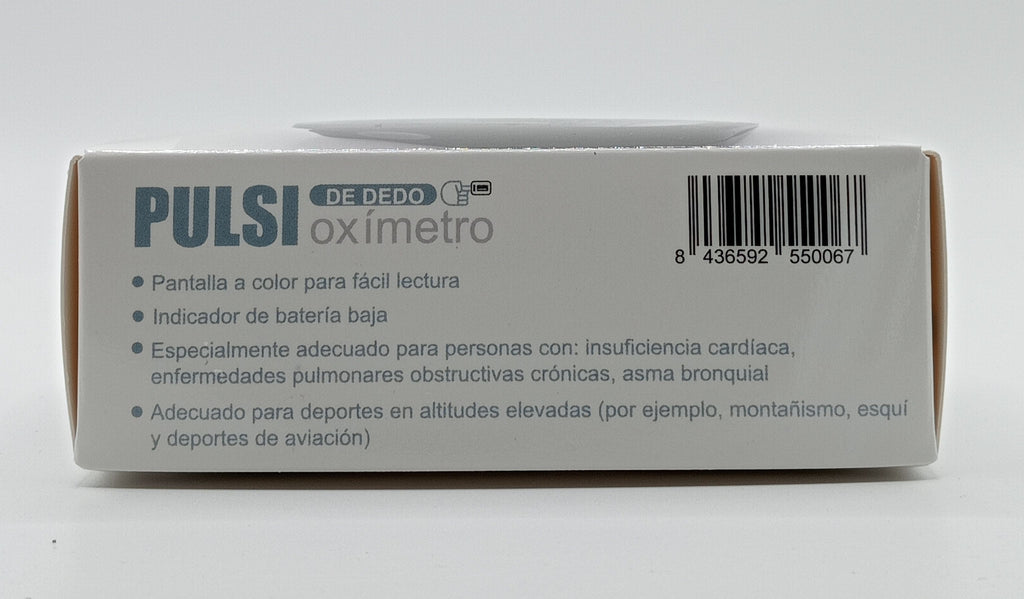 PULSI DE DEDO
oxímetro
8 436592 550067
● Pantalla a color para fácil lectura
● Indicador de batería baja
● Especialmente adecuado para personas con: insuficiencia cardíaca,
enfermedades pulmonares obstructivas crónicas, asma bronquial
● Adecuado para deportes en altitudes elevadas (por ejemplo, montañismo, esquí
y deportes de aviación)